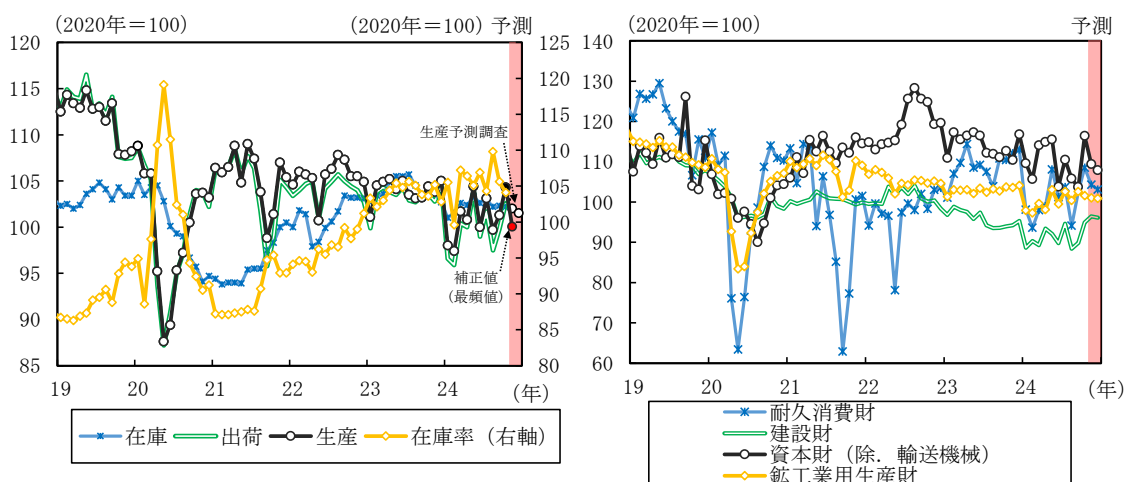 (2020年＝100)
(2020年＝100) 予測
120
115
110
105
100
95
90
85
125
120
115
110
105
100
95
90
85
80
生産予測調査
補正値
(最頻値)
19 20 21 22 23 24 (年)
在庫 出荷 生産 在庫率（右軸）
(2020年＝100)
予測
140
130
120
110
100
90
80
70
60
19 20 21 22 23 24 (年)
耐久消費財
建設財
資本財（除．輸送機械）
鉱工業用生産財